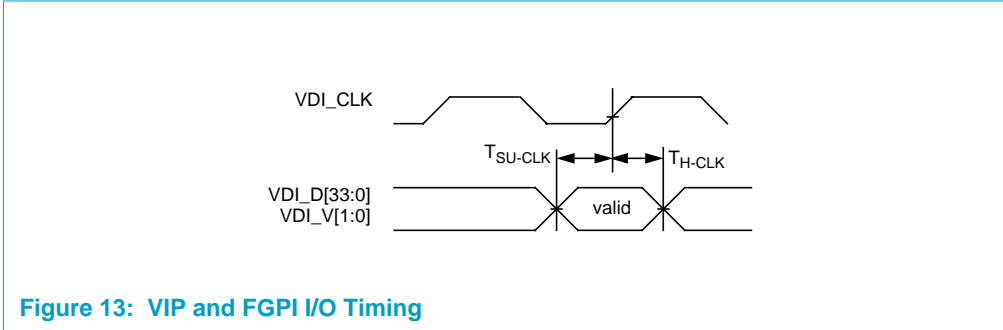 VDI_CLK
TSU-CLK
TH-CLK
VDI_D[33:0]
VDI_V[1:0]
valid
Figure 13: VIP and FGPI I/O Timing